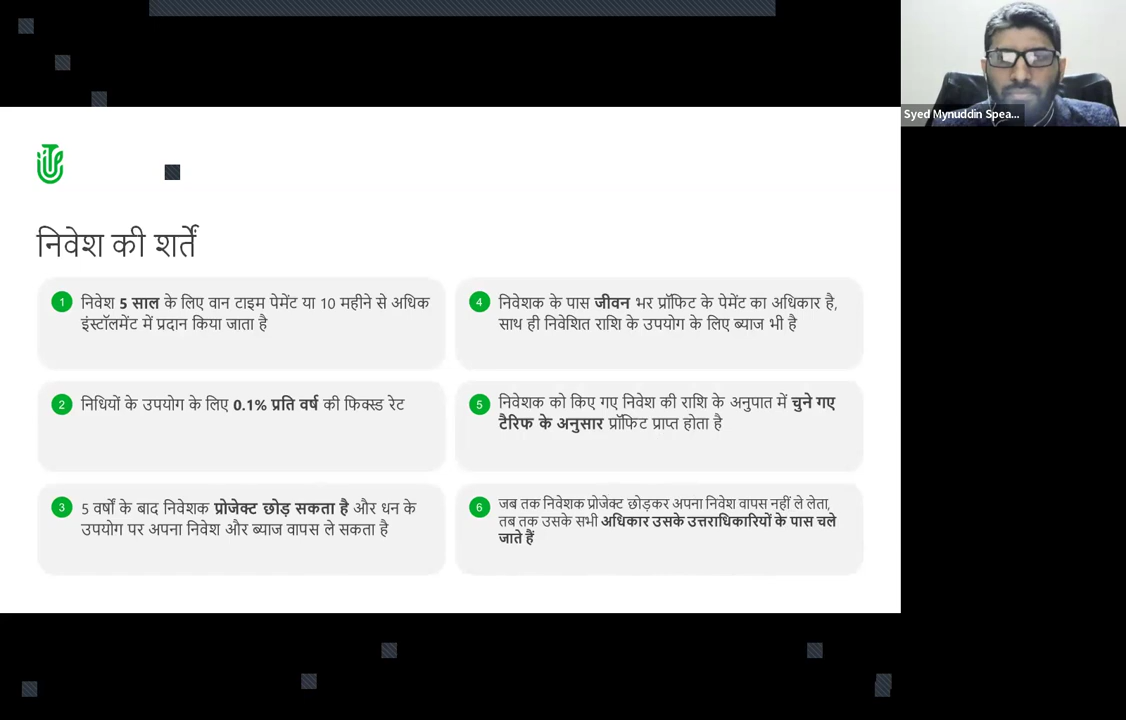 Syed Mynuddin Spea...
निवेश की शर्तें
1 निवेश 5 साल के लिए वान टाइम पेमेंट या 10 महीने से अधिक
इंस्टॉलमेंट में प्रदान किया जाता है
2 निधियों के उपयोग के लिए 0.1% प्रति वर्ष की फिक्स्ड रेट
3 5 वर्षों के बाद निवेशक प्रोजेक्ट छोड़ सकता है और धन के
उपयोग पर अपना निवेश और ब्याज वापस ले सकता है
4 निवेशक के पास जीवन भर प्रॉफिट के पेमेंट का अधिकार है,
साथ ही निवेशित राशि के उपयोग के लिए ब्याज भी है
5 निवेशक को किए गए निवेश की राशि के अनुपात में चुने गए
टैरिफ के अनुसार प्रॉफिट प्राप्त होता है
6 जब तक निवेशक प्रोजेक्ट छोड़कर अपना निवेश वापस नहीं ले लेता,
तब तक उसके सभी अधिकार उसके उत्तराधिकारियों के पास चले
जाते हैं